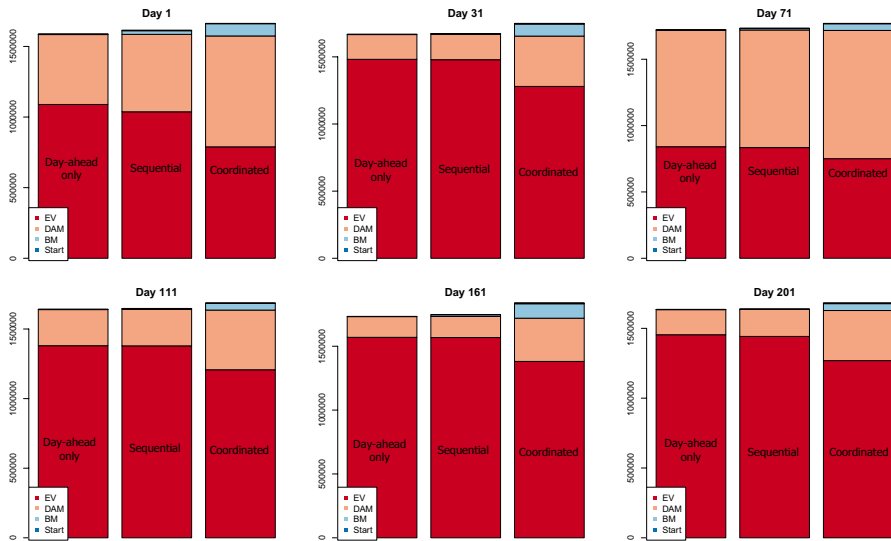 Day 1
1500000
1000000
500000
0
Day-ahead
only
Sequential
Coordinated
EV
DAM
BM
Start
Day 31
1500000
1000000
500000
0
Day-ahead
only
Sequential
Coordinated
EV
DAM
BM
Start
Day 71
1500000
1000000
500000
0
Day-ahead
only
Sequential
Coordinated
EV
DAM
BM
Start
Day 111
1500000
1000000
500000
0
Day-ahead
only
Sequential
Coordinated
EV
DAM
BM
Start
Day 161
1500000
1000000
500000
0
Day-ahead
only
Sequential
Coordinated
EV
DAM
BM
Start
Day 201
1500000
1000000
500000
0
Day-ahead
only
Sequential
Coordinated
EV
DAM
BM
Start